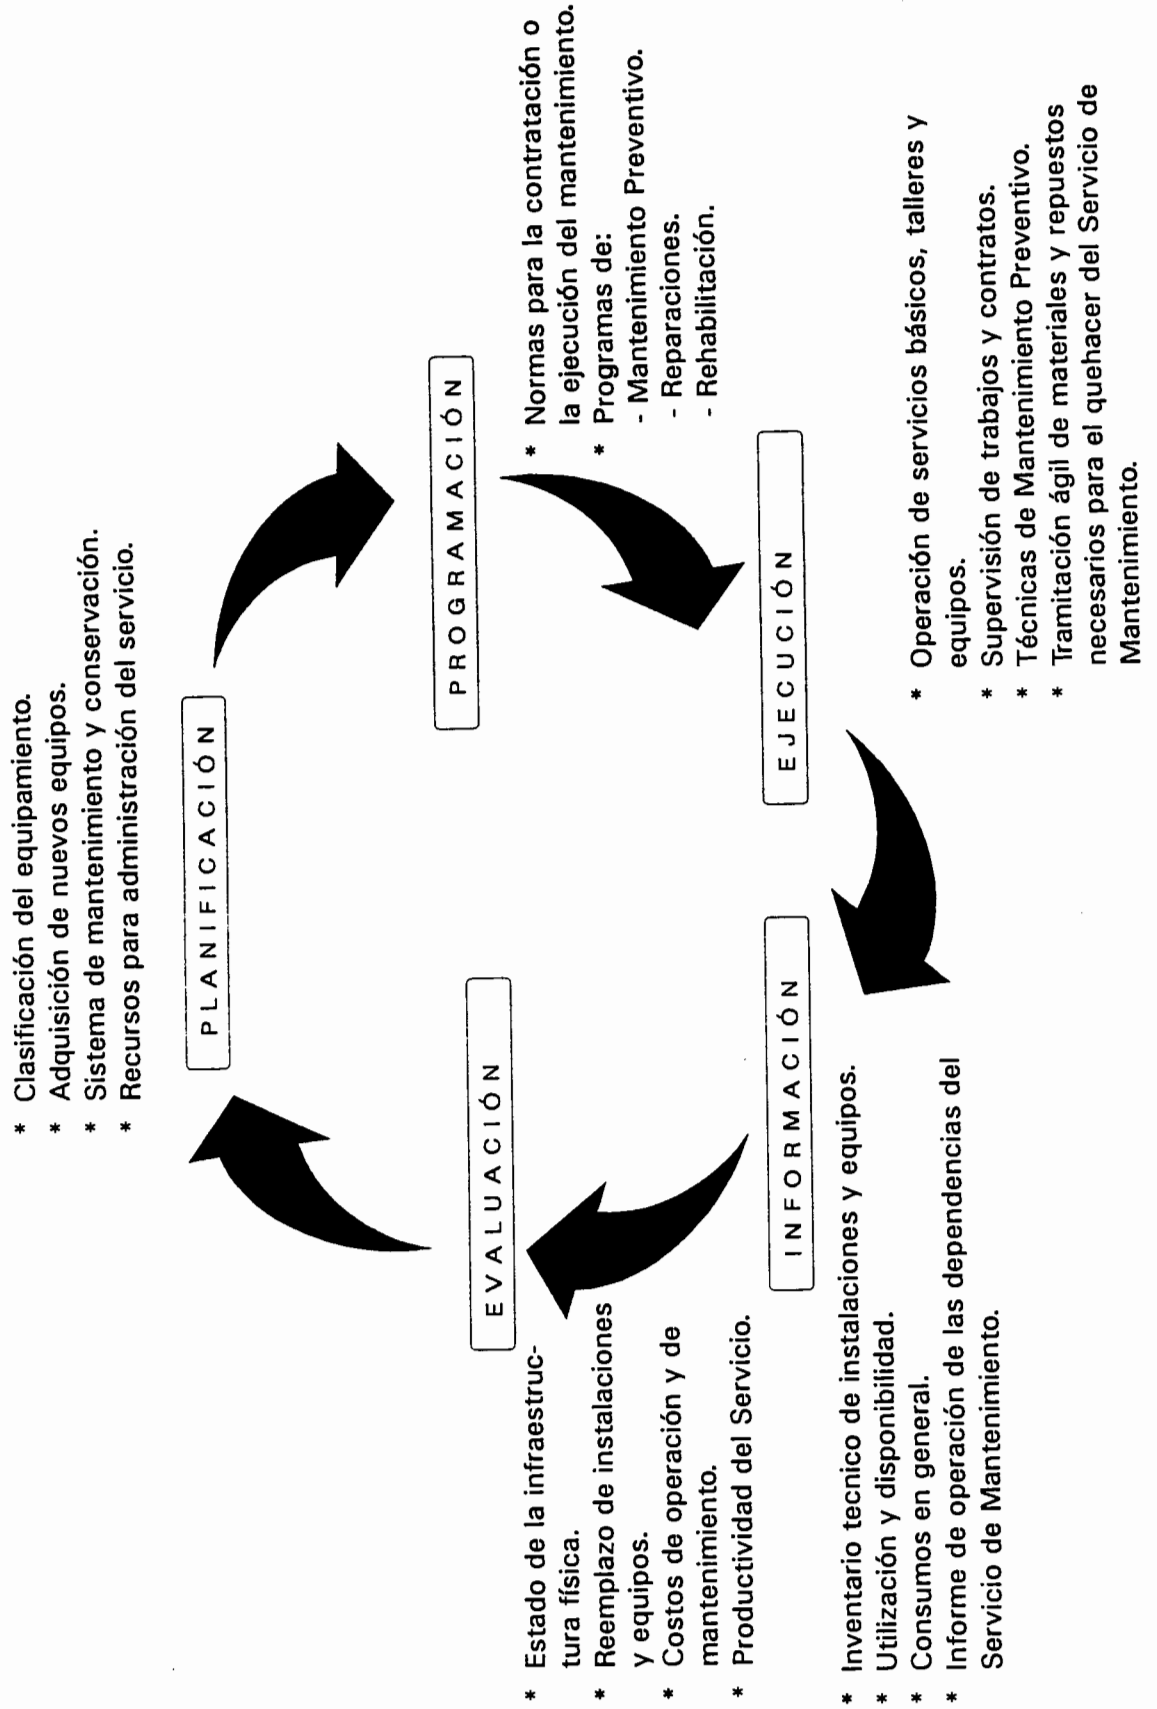 * Clasificación del equipamiento.
* Adquisición de nuevos equipos.
* Sistema de mantenimiento y conservación.
* Recursos para administración del servicio.
PLANIFICACIÓN
PROGRAMACIÓN
* Normas para la contratación o
la ejecución del mantenimiento.
* Programas de:
- Mantenimiento Preventivo.
- Reparaciones.
- Rehabilitación.
EJECUCIÓN
* Operación de servicios básicos, talleres y
equipos.
* Supervisión de trabajos y contratos.
* Técnicas de Mantenimiento Preventivo.
* Tramitación ágil de materiales y repuestos
necesarios para el quehacer del Servicio de
Mantenimiento.
INFORMACIÓN
* Inventario tecnico de instalaciones y equipos.
* Utilización y disponibilidad.
* Consumos en general.
* Informe de operación de las dependencias del
Servicio de Mantenimiento.
EVALUACIÓN
* Estado de la infraestruc-
tura física.
* Reemplazo de instalaciones
y equipos.
* Costos de operación y de
mantenimiento.
* Productividad del Servicio.